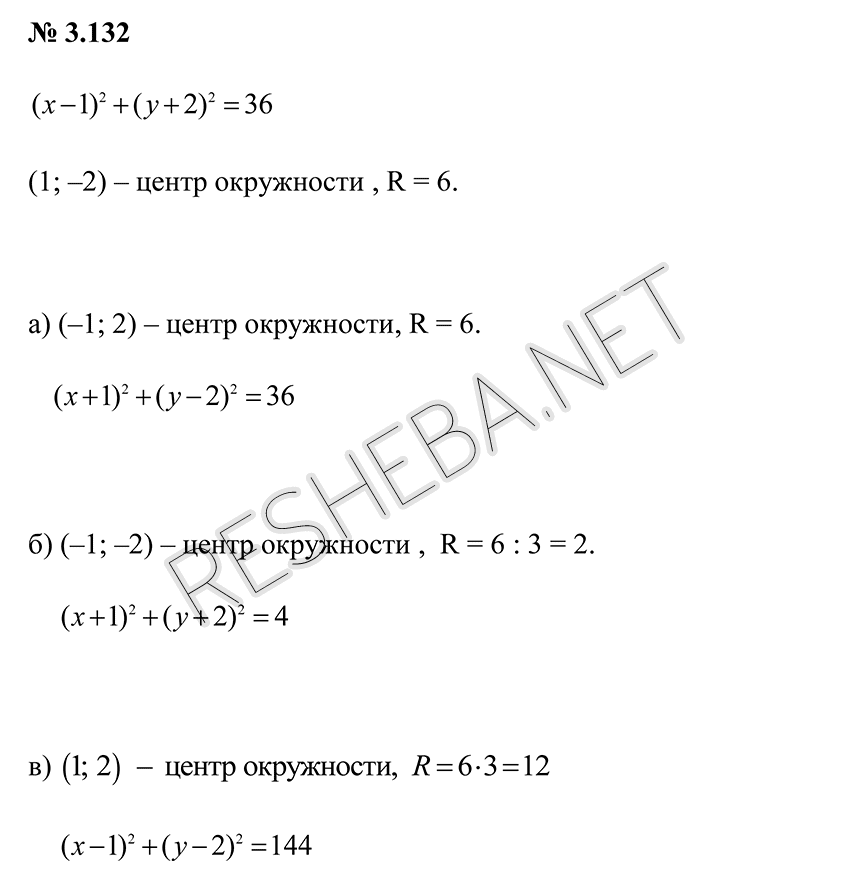 № 3.132
(x−1)² + (y+2)² = 36
(1; –2) – центр окружности , R = 6.
а) (–1; 2) – центр окружности, R = 6.
(x+1)² + (y−2)² = 36
RESHEBA.NET
б) (–1; –2) – центр окружности , R = 6 : 3 = 2.
(x+1)² + (y+2)² = 4
в) (1; 2) − центр окружности, R = 6·3 = 12
(x−1)² + (y−2)² = 144